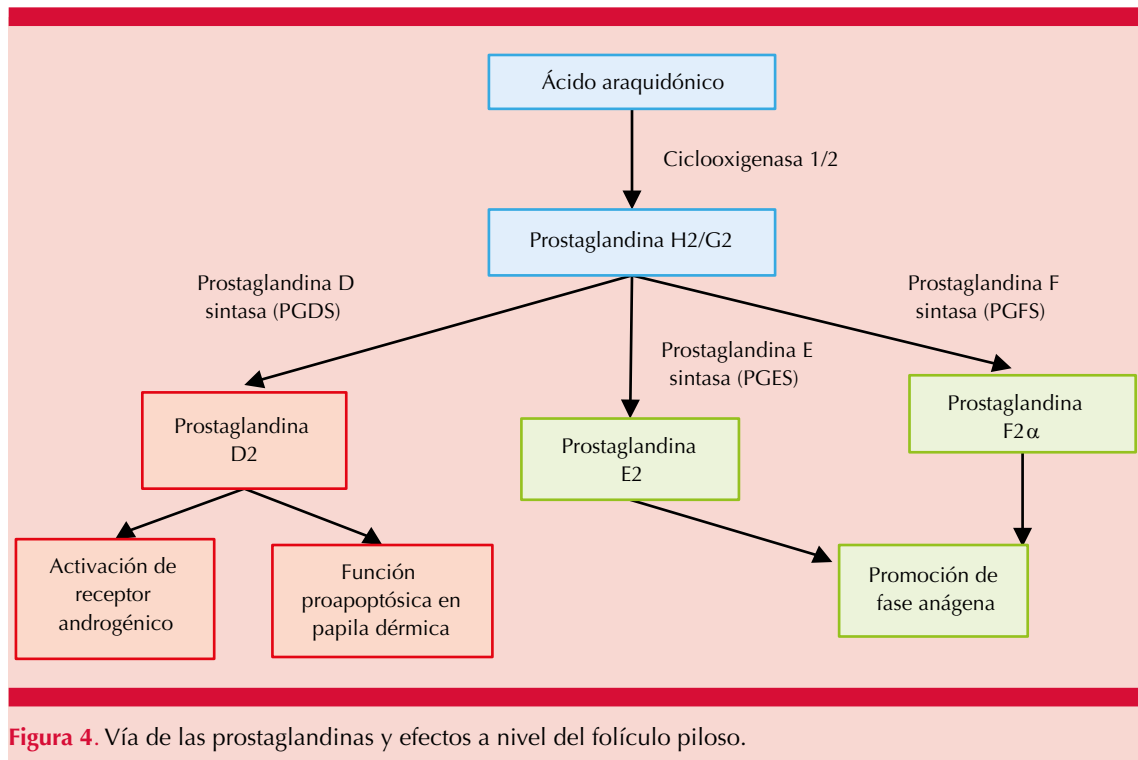 Ácido araquidónico
Ciclooxigenasa 1/2
Prostaglandina H2/G2
Prostaglandina D
sintasa (PGDS)
Prostaglandina E
sintasa (PGES)
Prostaglandina F
sintasa (PGFS)
Prostaglandina
D2
Prostaglandina
E2
Prostaglandina
F2α
Activación de
receptor
androgénico
Función
proapoptósica en
papila dérmica
Promoción de
fase anágena
Figura 4. Vía de las prostaglandinas y efectos a nivel del folículo piloso.